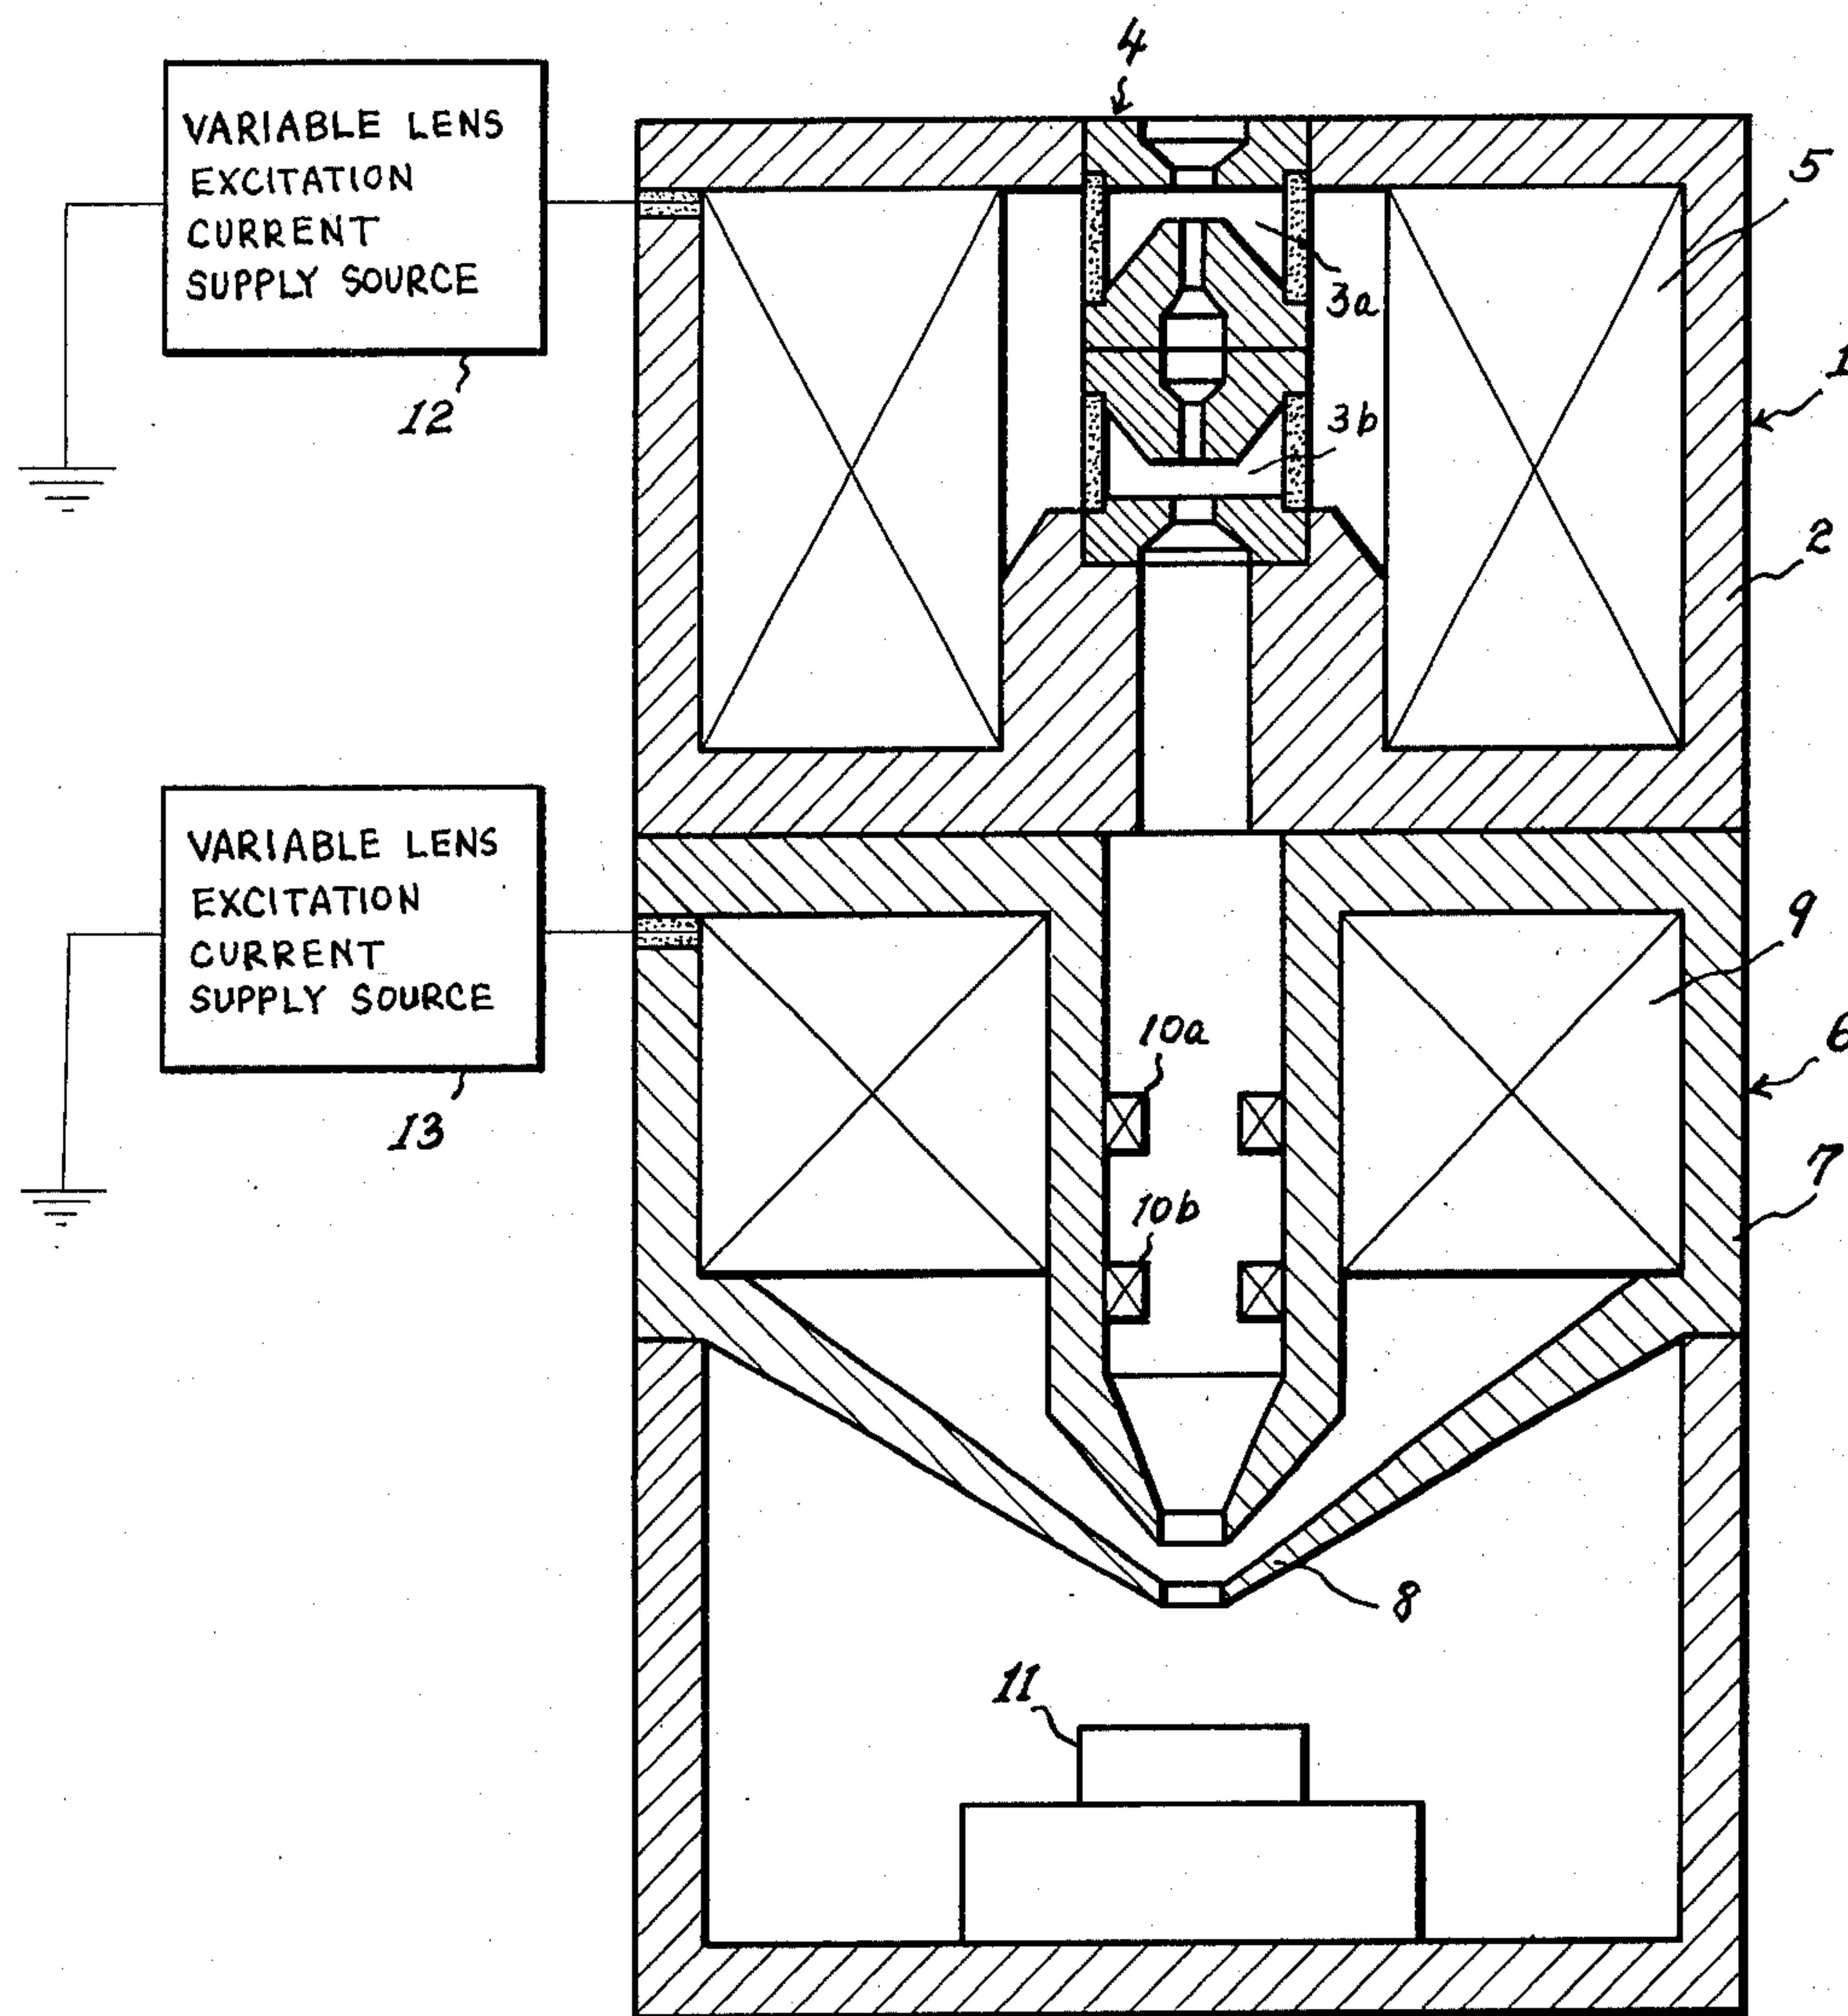 4
VARIABLE LENS
EXCITATION
CURRENT
SUPPLY SOURCE
12
5
3a
1
3b
2
VARIABLE LENS
EXCITATION
CURRENT
SUPPLY SOURCE
13
9
10a
6
7
10b
8
11